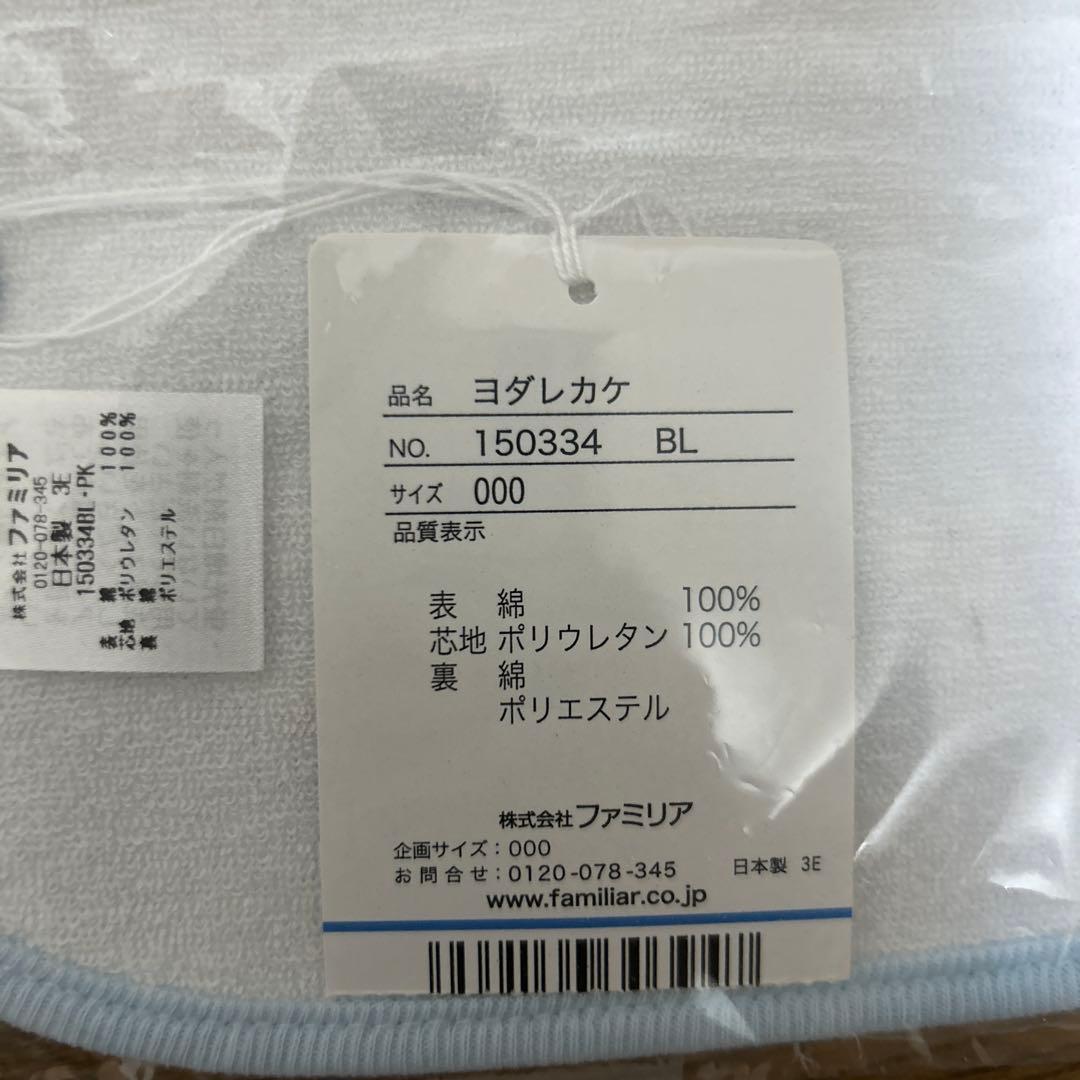 品名 ヨダレカケ
NO. 150334 BL
サイズ 000
品質表示
表 綿 100%
芯地 ポリウレタン 100%
裏 綿
ポリエステル
株式会社ファミリア
企画サイズ：000
お問合せ：0120-078-345 日本製 3E
www.familiar.co.jp
株式会社ファミリア
0120-078-345
日本製 3E
150334BL・PK
表 綿 100%
芯地 ポリウレタン 100%
裏 綿
ポリエステル